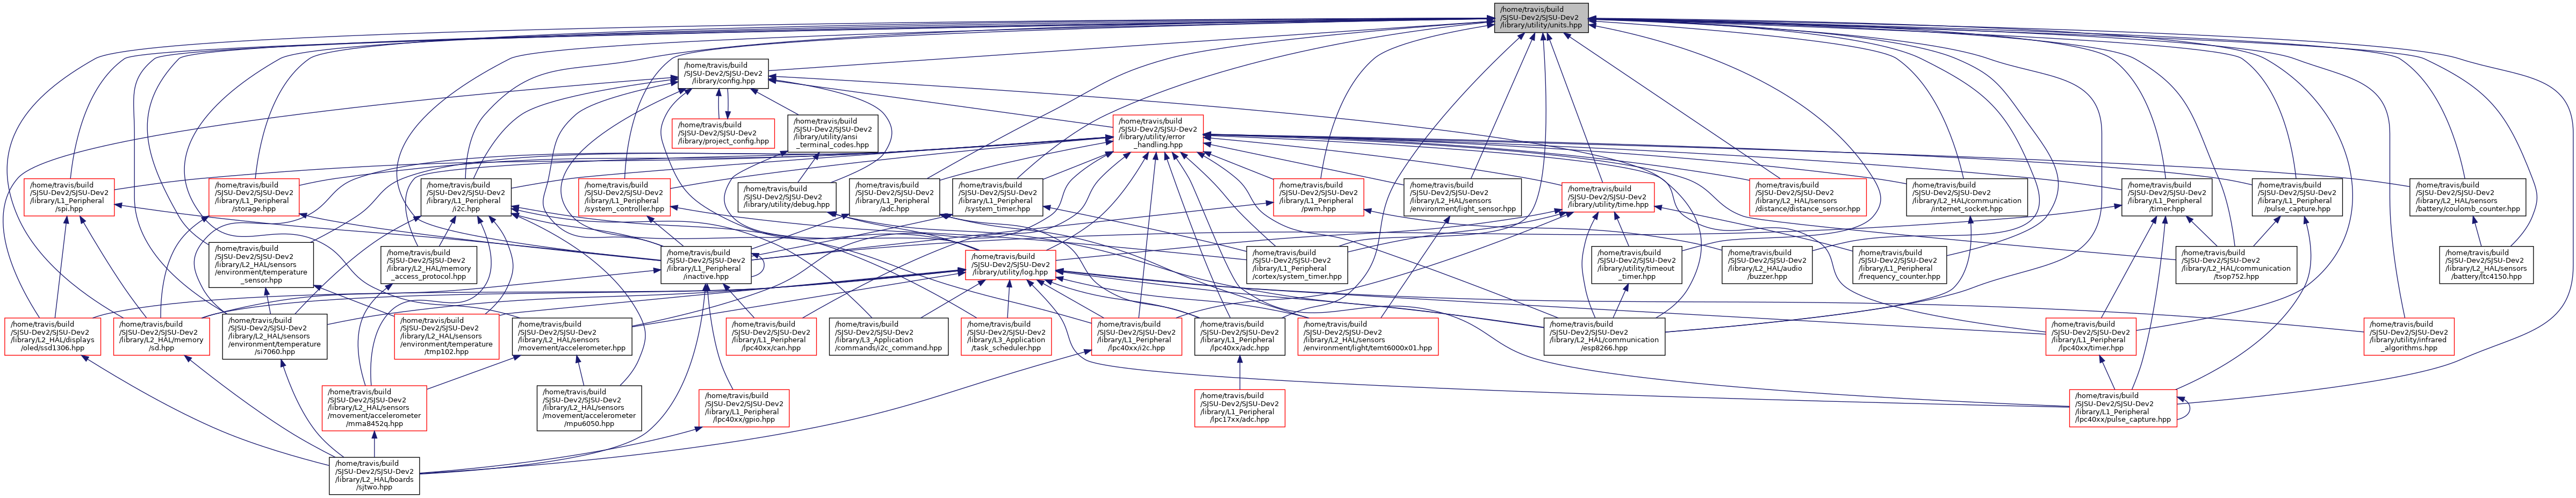 /home/travis/build
/SJSU-Dev2/SJSU-Dev2
/library/utility/units.hpp
/home/travis/build
/SJSU-Dev2/SJSU-Dev2
/library/config.hpp
/home/travis/build
/SJSU-Dev2/SJSU-Dev2
/library/project_config.hpp
/home/travis/build
/SJSU-Dev2/SJSU-Dev2
/library/utility/ansi
_terminal_codes.hpp
/home/travis/build
/SJSU-Dev2/SJSU-Dev2
/library/utility/error
_handling.hpp
/home/travis/build
/SJSU-Dev2/SJSU-Dev2
/library/L1_Peripheral
/spi.hpp
/home/travis/build
/SJSU-Dev2/SJSU-Dev2
/library/L1_Peripheral
/storage.hpp
/home/travis/build
/SJSU-Dev2/SJSU-Dev2
/library/L1_Peripheral
/i2c.hpp
/home/travis/build
/SJSU-Dev2/SJSU-Dev2
/library/L1_Peripheral
/system_controller.hpp
/home/travis/build
/SJSU-Dev2/SJSU-Dev2
/library/utility/debug.hpp
/home/travis/build
/SJSU-Dev2/SJSU-Dev2
/library/L1_Peripheral
/adc.hpp
/home/travis/build
/SJSU-Dev2/SJSU-Dev2
/library/L1_Peripheral
/system_timer.hpp
/home/travis/build
/SJSU-Dev2/SJSU-Dev2
/library/L1_Peripheral
/pwm.hpp
/home/travis/build
/SJSU-Dev2/SJSU-Dev2
/library/L2_HAL/sensors
/environment/light_sensor.hpp
/home/travis/build
/SJSU-Dev2/SJSU-Dev2
/library/utility/time.hpp
/home/travis/build
/SJSU-Dev2/SJSU-Dev2
/library/L2_HAL/sensors
/distance/distance_sensor.hpp
/home/travis/build
/SJSU-Dev2/SJSU-Dev2
/library/L2_HAL/communication
/internet_socket.hpp
/home/travis/build
/SJSU-Dev2/SJSU-Dev2
/library/L1_Peripheral
/timer.hpp
/home/travis/build
/SJSU-Dev2/SJSU-Dev2
/library/L1_Peripheral
/pulse_capture.hpp
/home/travis/build
/SJSU-Dev2/SJSU-Dev2
/library/L2_HAL/sensors
/battery/coulomb_counter.hpp
/home/travis/build
/SJSU-Dev2/SJSU-Dev2
/library/L2_HAL/sensors
/environment/temperature
_sensor.hpp
/home/travis/build
/SJSU-Dev2/SJSU-Dev2
/library/L2_HAL/memory
_access_protocol.hpp
/home/travis/build
/SJSU-Dev2/SJSU-Dev2
/library/L1_Peripheral
/inactive.hpp
/home/travis/build
/SJSU-Dev2/SJSU-Dev2
/library/utility/log.hpp
/home/travis/build
/SJSU-Dev2/SJSU-Dev2
/library/L1_Peripheral
/cortex/system_timer.hpp
/home/travis/build
/SJSU-Dev2/SJSU-Dev2
/library/utility/timeout
_timer.hpp
/home/travis/build
/SJSU-Dev2/SJSU-Dev2
/library/L2_HAL/audio
/buzzer.hpp
/home/travis/build
/SJSU-Dev2/SJSU-Dev2
/library/L1_Peripheral
/frequency_counter.hpp
/home/travis/build
/SJSU-Dev2/SJSU-Dev2
/library/L2_HAL/communication
/tsop752.hpp
/home/travis/build
/SJSU-Dev2/SJSU-Dev2
/library/L2_HAL/sensors
/battery/ltc4150.hpp
/home/travis/build
/SJSU-Dev2/SJSU-Dev2
/library/L2_HAL/displays
/oled/ssd1306.hpp
/home/travis/build
/SJSU-Dev2/SJSU-Dev2
/library/L2_HAL/memory
/sd.hpp
/home/travis/build
/SJSU-Dev2/SJSU-Dev2
/library/L2_HAL/sensors
/environment/temperature
/si7060.hpp
/home/travis/build
/SJSU-Dev2/SJSU-Dev2
/library/L2_HAL/sensors
/environment/temperature
/tmp102.hpp
/home/travis/build
/SJSU-Dev2/SJSU-Dev2
/library/L2_HAL/sensors
/movement/accelerometer.hpp
/home/travis/build
/SJSU-Dev2/SJSU-Dev2
/library/L1_Peripheral
/lpc40xx/can.hpp
/home/travis/build
/SJSU-Dev2/SJSU-Dev2
/library/L3_Application
/commands/i2c_command.hpp
/home/travis/build
/SJSU-Dev2/SJSU-Dev2
/library/L3_Application
/task_scheduler.hpp
/home/travis/build
/SJSU-Dev2/SJSU-Dev2
/library/L1_Peripheral
/lpc40xx/i2c.hpp
/home/travis/build
/SJSU-Dev2/SJSU-Dev2
/library/L1_Peripheral
/lpc40xx/adc.hpp
/home/travis/build
/SJSU-Dev2/SJSU-Dev2
/library/L2_HAL/sensors
/environment/light/temt6000x01.hpp
/home/travis/build
/SJSU-Dev2/SJSU-Dev2
/library/L2_HAL/communication
/esp8266.hpp
/home/travis/build
/SJSU-Dev2/SJSU-Dev2
/library/L1_Peripheral
/lpc40xx/timer.hpp
/home/travis/build
/SJSU-Dev2/SJSU-Dev2
/library/utility/infrared
_algorithms.hpp
/home/travis/build
/SJSU-Dev2/SJSU-Dev2
/library/L2_HAL/sensors
/movement/accelerometer
/mma8452q.hpp
/home/travis/build
/SJSU-Dev2/SJSU-Dev2
/library/L2_HAL/sensors
/movement/accelerometer
/mpu6050.hpp
/home/travis/build
/SJSU-Dev2/SJSU-Dev2
/library/L1_Peripheral
/lpc40xx/gpio.hpp
/home/travis/build
/SJSU-Dev2/SJSU-Dev2
/library/L1_Peripheral
/lpc17xx/adc.hpp
/home/travis/build
/SJSU-Dev2/SJSU-Dev2
/library/L1_Peripheral
/lpc40xx/pulse_capture.hpp
/home/travis/build
/SJSU-Dev2/SJSU-Dev2
/library/L2_HAL/boards
/sjtwo.hpp